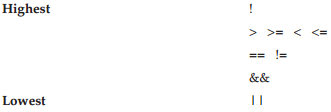 Highest !
> >= < <=
== !=
&&
Lowest ||